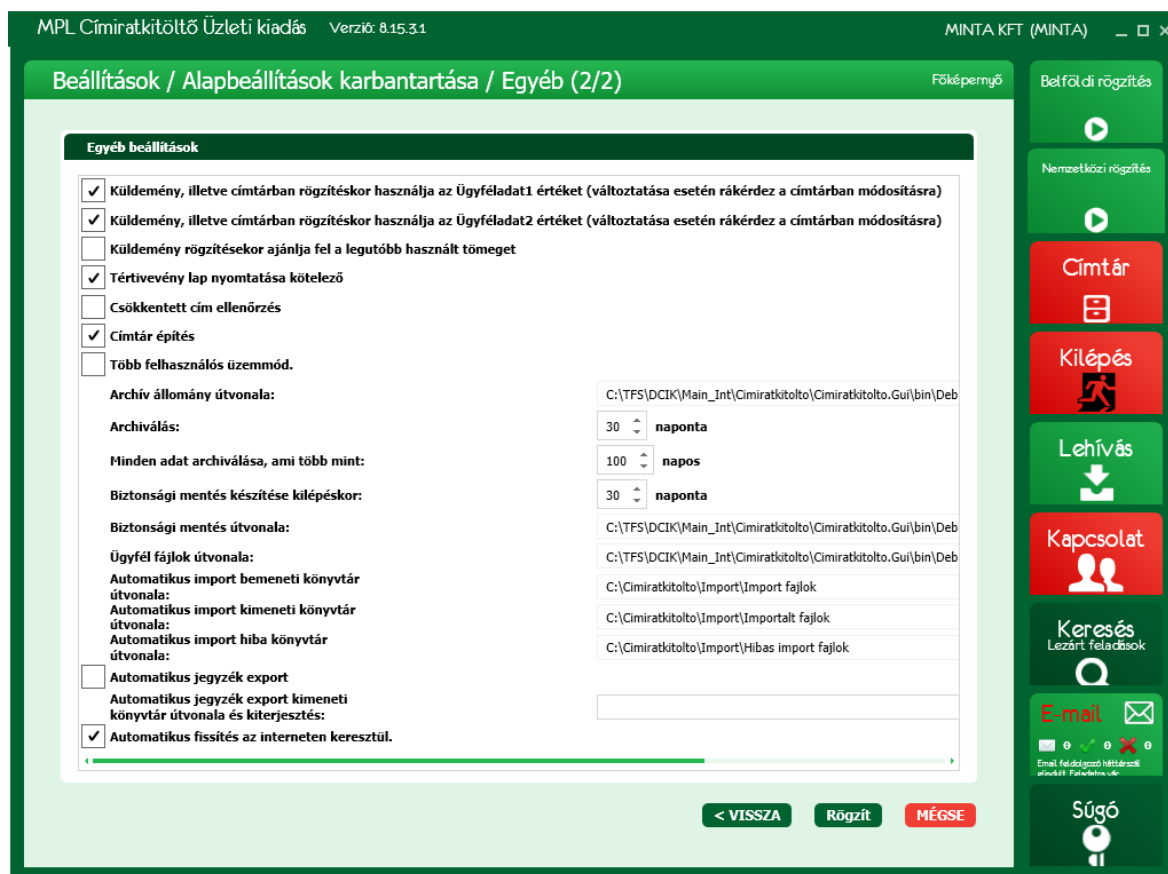 MPL Címiratkitöltő Üzleti kiadás Verzió: 8.15.3.1
MINTA KFT (MINTA)
Beállítások / Alapbeállítások karbantartása / Egyéb (2/2)
Főképernyő
Egyéb beállítások
Küldemény, illetve címtárban rögzítéskor használja az Ügyféladat1 értéket (változtatása esetén rákérdez a címtárban módosításra)
Küldemény, illetve címtárban rögzítéskor használja az Ügyféladat2 értéket (változtatása esetén rákérdez a címtárban módosításra)
Küldemény rögzítésekor ajánlja fel a legutóbb használt tömeget
Tértivevény lap nyomtatása kötelező
Csökkentett cím ellenőrzés
Címtár építés
Több felhasználós üzemmód.
Archív állomány útvonala: C:\TFS\DCIK\Main_Int\Cimiratkitolto\Cimiratkitolto.Gui\bin\Deb
Archiválás: 30 naponta
Minden adat archiválása, ami több mint: 100 napos
Biztonsági mentés készítése kilépéskor: 30 naponta
Biztonsági mentés útvonala: C:\TFS\DCIK\Main_Int\Cimiratkitolto\Cimiratkitolto.Gui\bin\Deb
Ügyfél fájlok útvonala: C:\TFS\DCIK\Main_Int\Cimiratkitolto\Cimiratkitolto.Gui\bin\Deb
Automatikus import bemeneti könyvtár
útvonala:
C:\Cimiratkitolto\Import\Import fajlok
Automatikus import kimeneti könyvtár
útvonala:
C:\Cimiratkitolto\Import\Importalt fajlok
Automatikus import hiba könyvtár
útvonala:
C:\Cimiratkitolto\Import\Hibas import fajlok
Automatikus jegyzék export
Automatikus jegyzék export kimeneti
könyvtár útvonala és kiterjesztés:
Automatikus fissítés az interneten keresztül.
< VISSZA
Rögzít
MÉGSE
Belföldi rögzítés
Nemzetközi rögzítés
Címtár
Kilépés
Lehívás
Kapcsolat
Keresés
Lezárt feladások
E-mail
0 0 0
Email feldolgozó háttérszál
elindult. Feladatra vár
Súgó